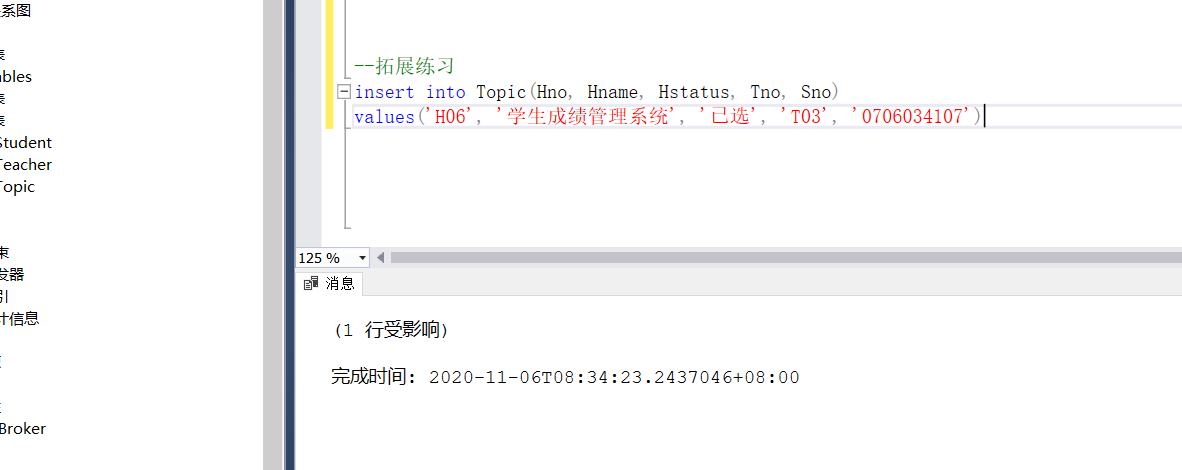 系图
表
bles
表
表
Student
Teacher
Topic
束
发器
引
计信息
Broker
--拓展练习
insert into Topic(Hno, Hname, Hstatus, Tno, Sno)
values('H06', '学生成绩管理系统', '已选', 'T03', '0706034107')
125 %
消息
(1 行受影响)
完成时间: 2020-11-06T08:34:23.2437046+08:00